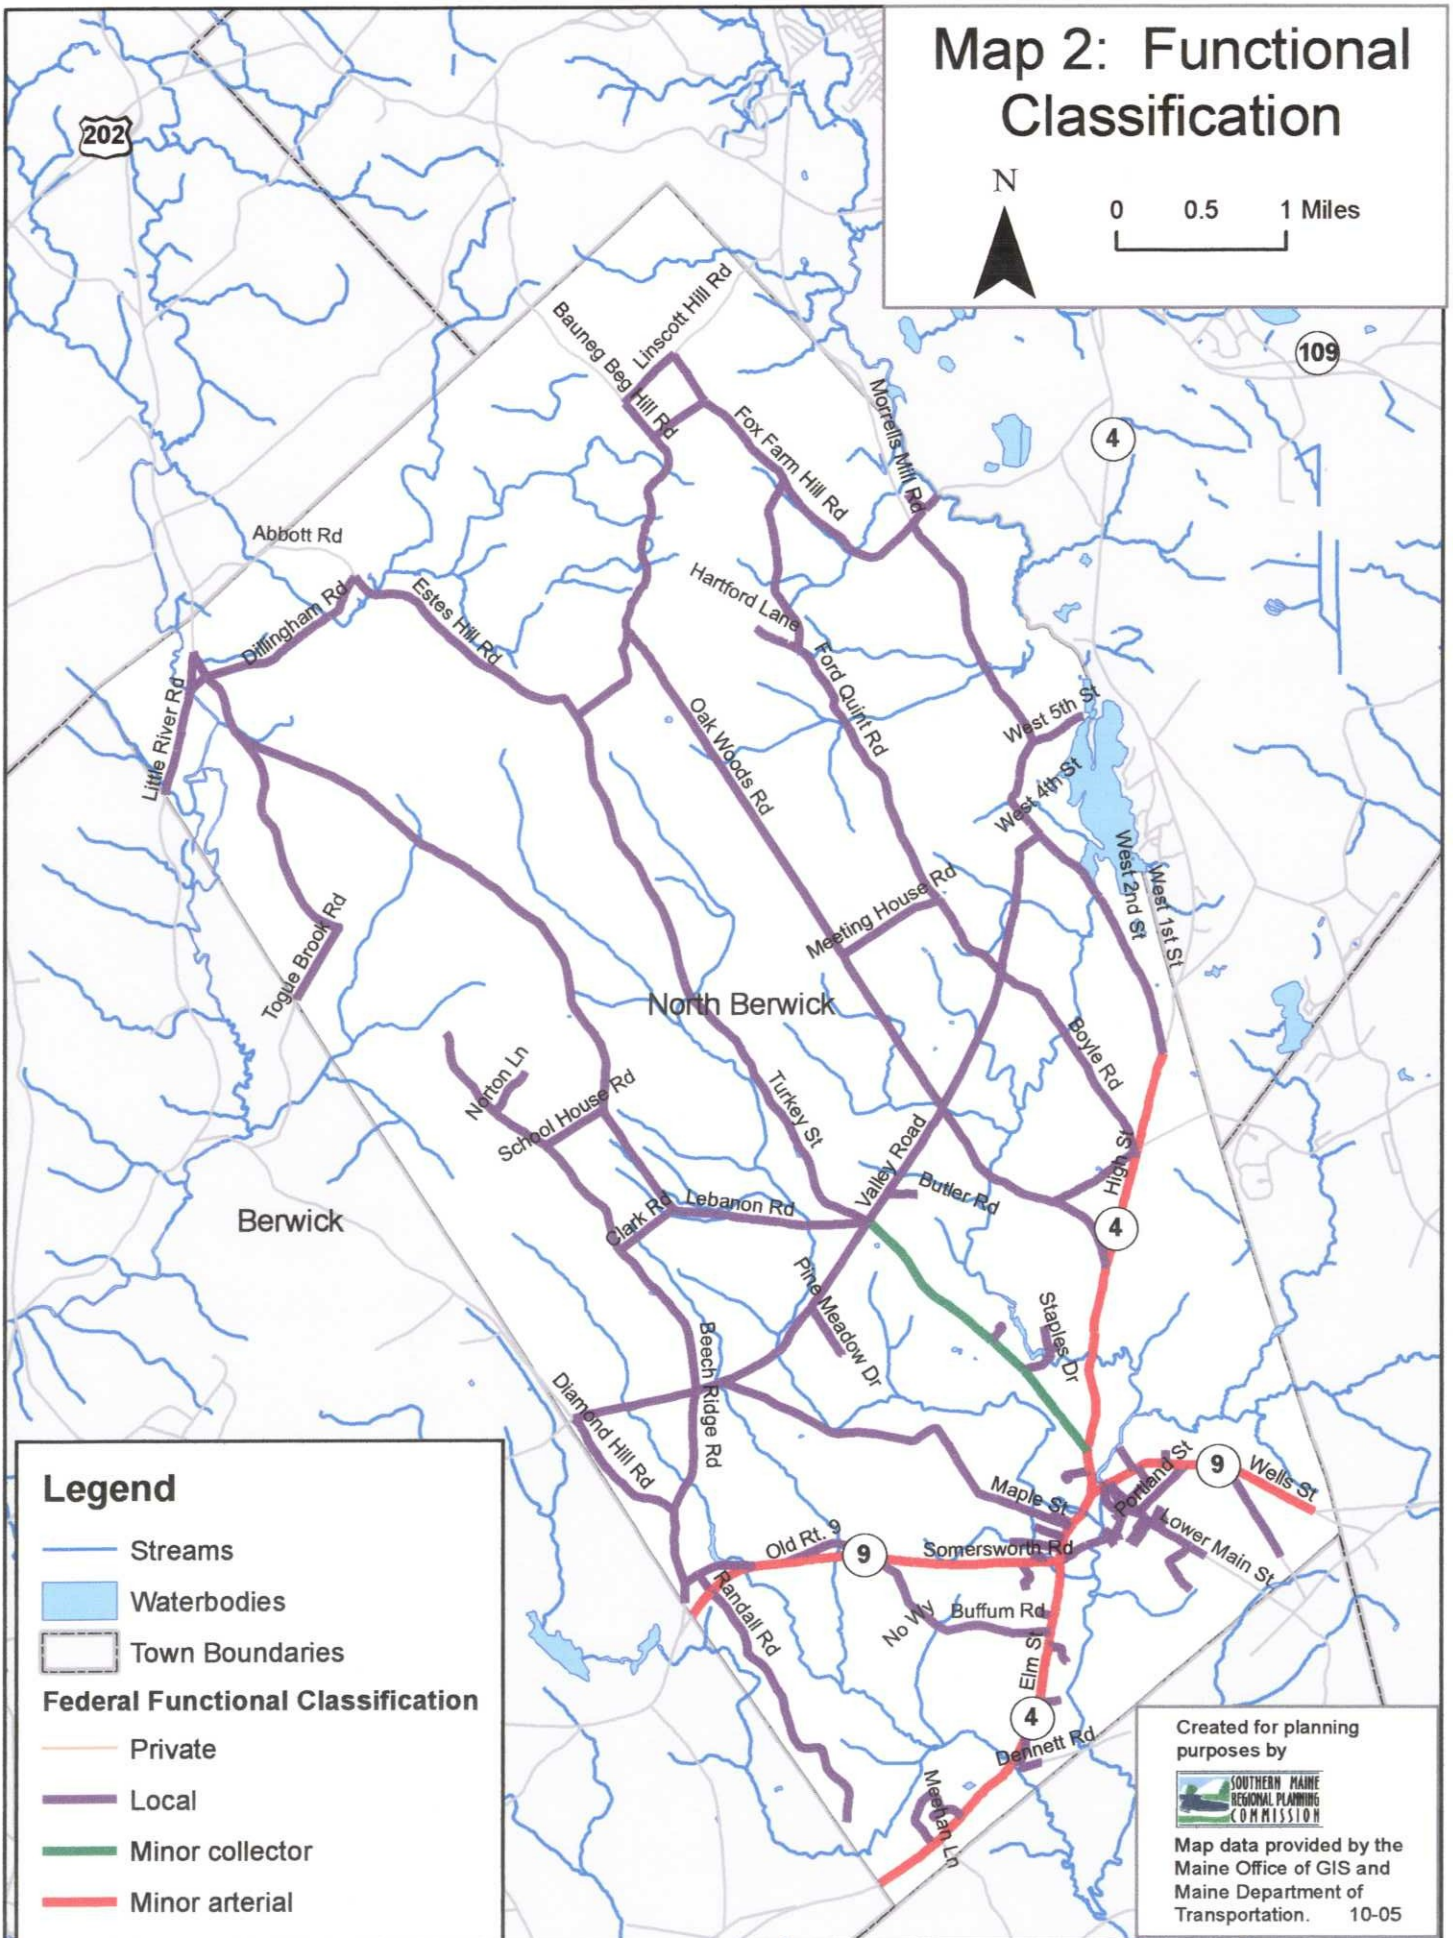 Map 2: Functional
Classification
N
0 0.5 1 Miles
202
109
4
Linscott Hill Rd
Bauneg Beg Hill Rd
Morrells Mill Rd
Fox Farm Hill Rd
Abbott Rd
Hartford Lane
Estes Hill Rd
Dillingham Rd
Ford Quint Rd
Little River Rd
Oak Woods Rd
West 5th St
West 4th St
West 2nd St
West 1st St
Meeting House Rd
Togue Brook Rd
North Berwick
Boyle Rd
Norton Ln
School House Rd
Turkey St
Valley Road
High St
Butler Rd
Lebanon Rd
Clark Rd
Berwick
4
Pine Meadow Dr
Staples Dr
Beech Ridge Rd
Diamond Hill Rd
9
Wells St
Portland St
Maple St
Lower Main St
Old Rt. 9
9
Somersworth Rd
Randall Rd
No Wy
Buffum Rd
Elm St
4
Dennett Rd
Meehan Ln
Legend
Streams
Waterbodies
Town Boundaries
Federal Functional Classification
Private
Local
Minor collector
Minor arterial
Created for planning
purposes by
SOUTHERN MAINE
REGIONAL PLANNING
COMMISSION
Map data provided by the
Maine Office of GIS and
Maine Department of
Transportation. 10-05